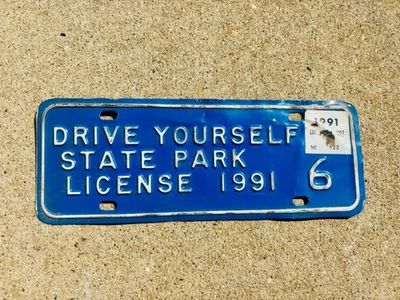 DRIVE YOURSELF
STATE PARK
LICENSE 1991
1991
6